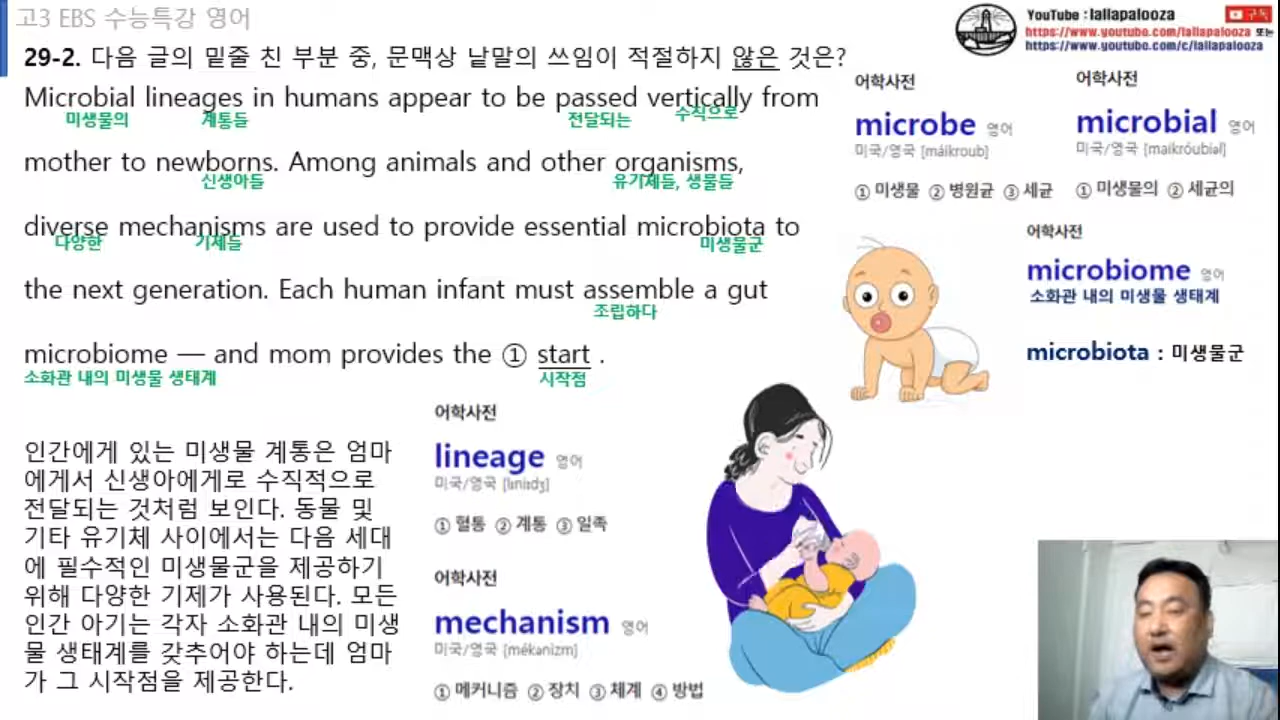 고3 EBS 수능특강 영어
YouTube : lallapalooza
구독
https://www.youtube.com/lallapalooza 또는
https://www.youtube.com/c/lallapalooza
29-2. 다음 글의 밑줄 친 부분 중, 문맥상 낱말의 쓰임이 적절하지 않은 것은?
Microbial lineages in humans appear to be passed vertically from
미생물의 계통들 전달되는 수직으로
mother to newborns. Among animals and other organisms,
신생아들 유기체들, 생물들
diverse mechanisms are used to provide essential microbiota to
다양한 기제들 미생물군
the next generation. Each human infant must assemble a gut
조립하다
microbiome — and mom provides the ① start .
소화관 내의 미생물 생태계 시작점
어학사전
microbe 영어
미국/영국 [máikroub]
① 미생물 ② 병원균 ③ 세균
어학사전
microbial 영어
미국/영국 [maikróubiəl]
① 미생물의 ② 세균의
어학사전
microbiome 영어
소화관 내의 미생물 생태계
microbiota : 미생물군
인간에게 있는 미생물 계통은 엄마
에게서 신생아에게로 수직적으로
전달되는 것처럼 보인다. 동물 및
기타 유기체 사이에서는 다음 세대
에 필수적인 미생물군을 제공하기
위해 다양한 기제가 사용된다. 모든
인간 아기는 각자 소화관 내의 미생
물 생태계를 갖추어야 하는데 엄마
가 그 시작점을 제공한다.
어학사전
lineage 영어
미국/영국 [lɪniɪdʒ]
① 혈통 ② 계통 ③ 일족
어학사전
mechanism 영어
미국/영국 [mékənizm]
① 메커니즘 ② 장치 ③ 체계 ④ 방법